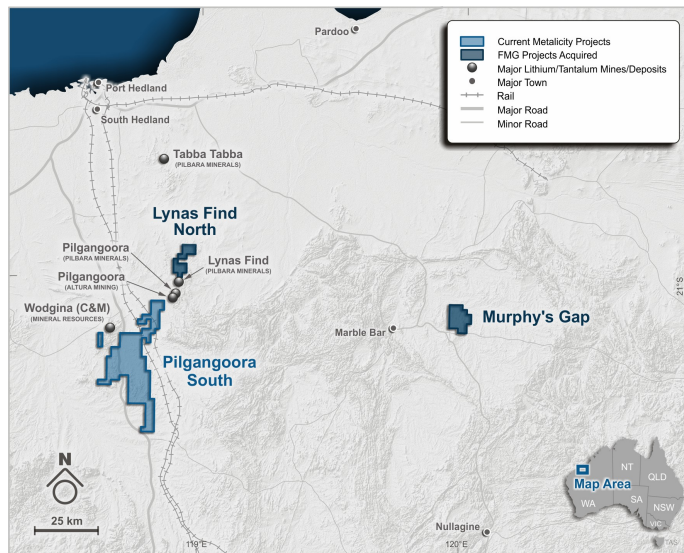 Pardoo
Current Metalicity Projects
FMG Projects Acquired
Major Lithium/Tantalum Mines/Deposits
Major Town
Rail
Major Road
Minor Road
Port Hedland
South Hedland
Tabba Tabba
(PILBARA MINERALS)
Lynas Find
North
Pilgangoora
(PILBARA MINERALS)
Lynas Find
(PILBARA MINERALS)
Pilgangoora
(ALTURA MINING)
Wodgina (C&M)
(MINERAL RESOURCES)
21°S
Murphy's Gap
Marble Bar
Pilgangoora
South
N
25 km
NT
QLD
Map Area
WA
SA
NSW
VIC
TAS
Nullagine
119°E
120°E